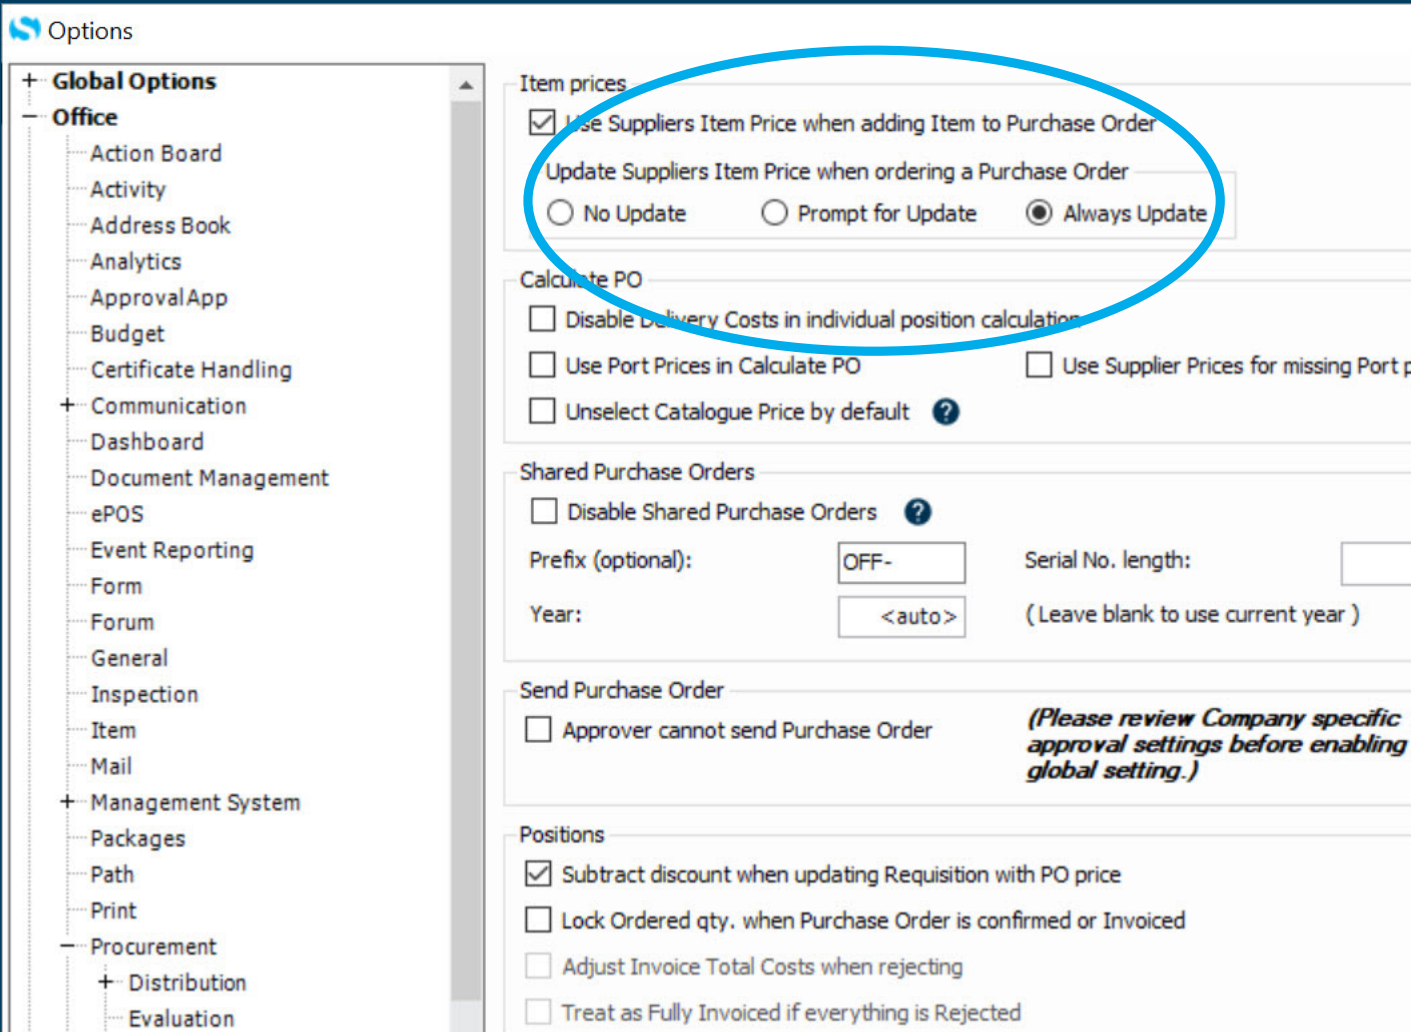 Options
Global Options
Office
Action Board
Activity
Address Book
Analytics
ApprovalApp
Budget
Certificate Handling
Communication
Dashboard
Document Management
ePOS
Event Reporting
Form
Forum
General
Inspection
Item
Mail
Management System
Packages
Path
Print
Procurement
Distribution
Evaluation
Item prices
Use Suppliers Item Price when adding Item to Purchase Order
Update Suppliers Item Price when ordering a Purchase Order
No Update Prompt for Update Always Update
Calculate PO
Disable Delivery Costs in individual position calculation
Use Port Prices in Calculate PO Use Supplier Prices for missing Port p
Unselect Catalogue Price by default ?
Shared Purchase Orders
Disable Shared Purchase Orders ?
Prefix (optional): OFF- Serial No. length:
Year: <auto> ( Leave blank to use current year )
Send Purchase Order
Approver cannot send Purchase Order
(Please review Company specific
approval settings before enabling
global setting.)
Positions
Subtract discount when updating Requisition with PO price
Lock Ordered qty. when Purchase Order is confirmed or Invoiced
Adjust Invoice Total Costs when rejecting
Treat as Fully Invoiced if everything is Rejected